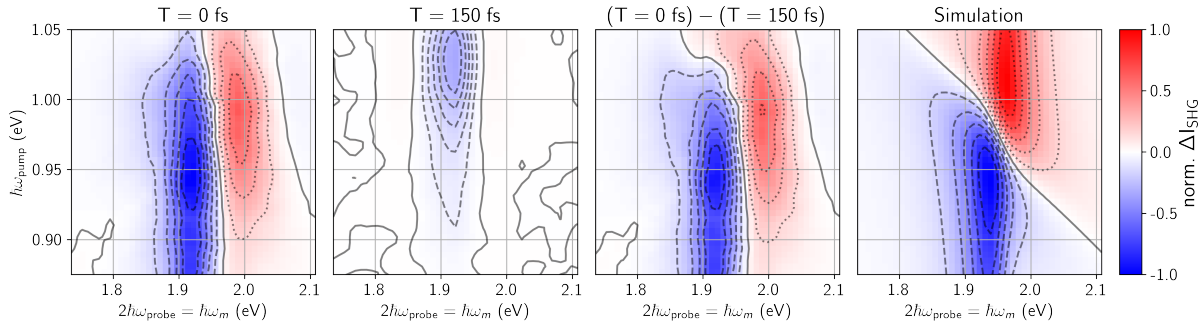 T = 0 fs
T = 150 fs
(T = 0 fs) − (T = 150 fs)
Simulation
1.05
1.00
0.95
0.90
ħω_pump (eV)
1.8 1.9 2.0 2.1
2ħω_probe = ħω_m (eV)
1.8 1.9 2.0 2.1
2ħω_probe = ħω_m (eV)
1.8 1.9 2.0 2.1
2ħω_probe = ħω_m (eV)
1.8 1.9 2.0 2.1
2ħω_probe = ħω_m (eV)
1.0
0.5
0.0
-0.5
-1.0
norm. ΔI_SHG